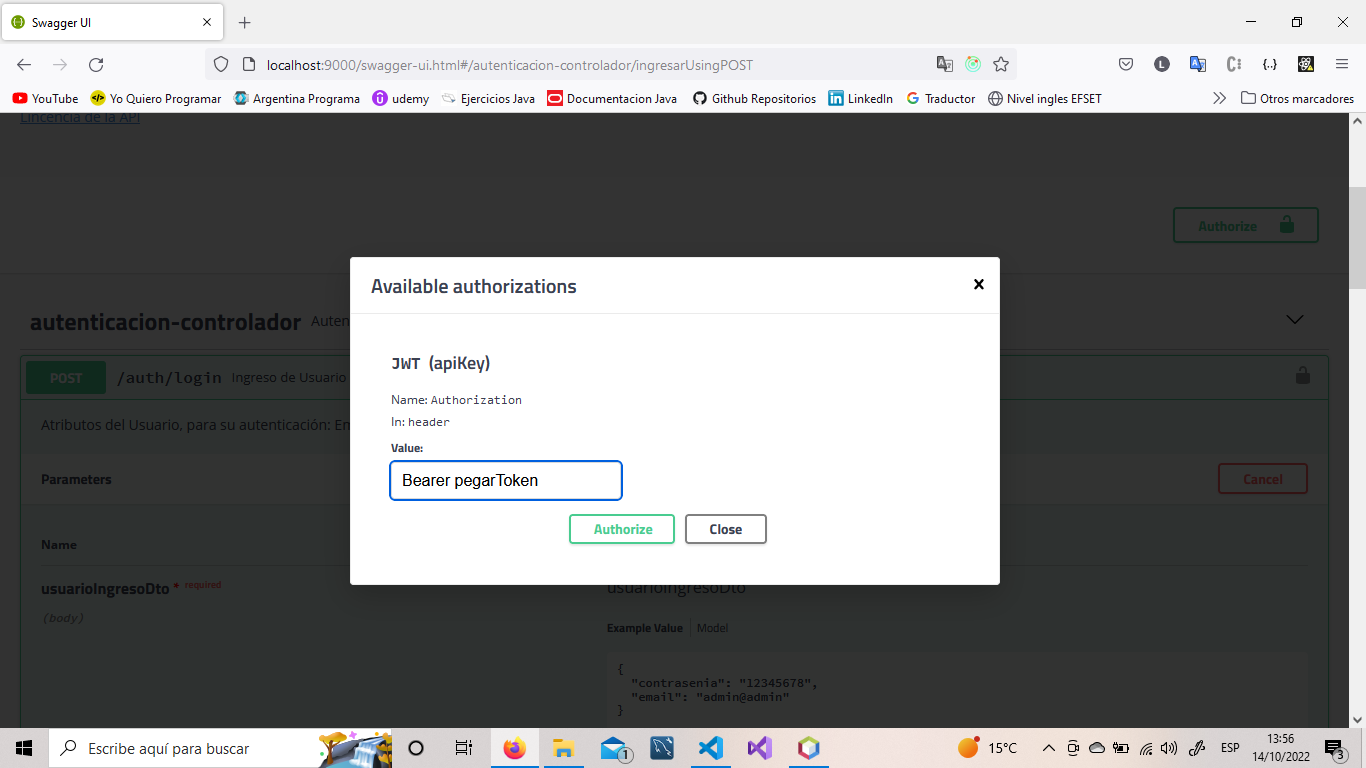 Swagger UI
localhost:9000/swagger-ui.html#/autenticacion-controlador/ingresarUsingPOST
YouTube Yo Quiero Programar Argentina Programa udemy Ejercicios Java Documentacion Java Github Repositorios LinkedIn Traductor Nivel ingles EFSET Otros marcadores
Lincencia de la API
Authorize
Available authorizations
autenticacion-controlador Auten
JWT (apiKey)
POST /auth/login Ingreso de Usuario
Name: Authorization
In: header
Atributos del Usuario, para su autenticación: Em
Value:
Parameters
Bearer pegarToken
Cancel
Authorize Close
Name
usuarioIngresoDto * required
usuarioIngresoDto
(body)
Example Value Model
{
"contrasenia": "12345678",
"email": "admin@admin"
}
Escribe aquí para buscar
1
15°C
ESP
13:56
14/10/2022
3